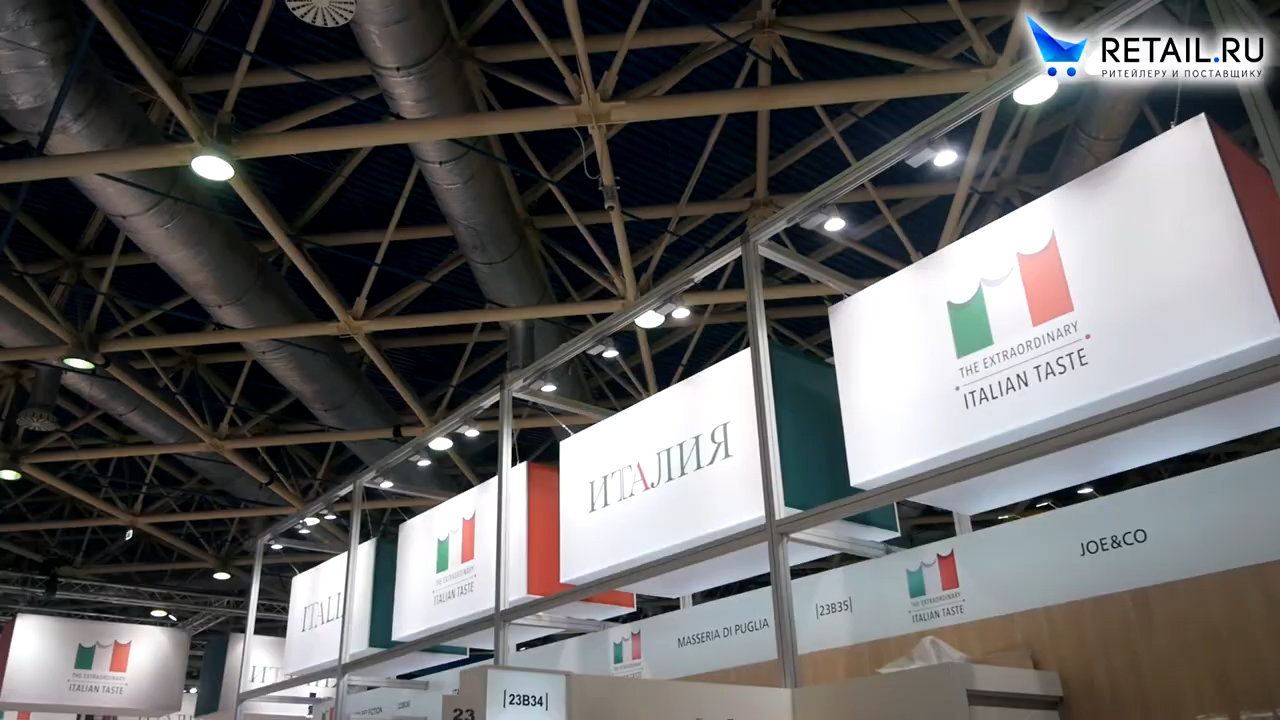 RETAIL.RU
РИТЕЙЛЕРУ И ПОСТАВЩИКУ
THE EXTRAORDINARY
ITALIAN TASTE
ИТАЛИЯ
THE EXTRAORDINARY
ITALIAN TASTE
JOE&CO
THE EXTRAORDINARY
ITALIAN TASTE
|23B35|
MASSERIA DI PUGLIA
THE EXTRAORDINARY
ITALIAN TASTE
|23B34|
23